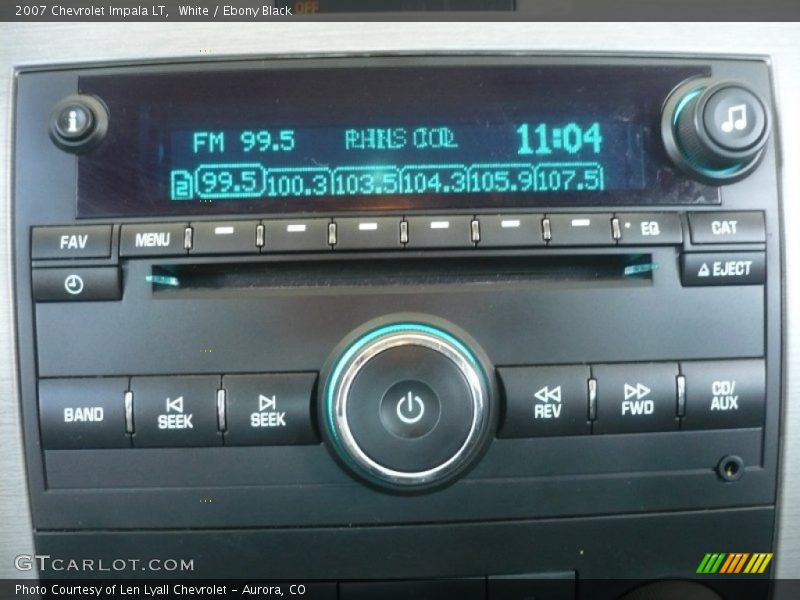 2007 Chevrolet Impala LT,  White / Ebony Black
OFF
i
FM 99.5 11:04
2 99.5 100.3 103.5 104.3 105.9 107.5
FAV MENU EQ CAT
EJECT
BAND SEEK SEEK REV FWD CD/AUX
GTCARLOT.COM
Photo Courtesy of Len Lyall Chevrolet – Aurora, CO